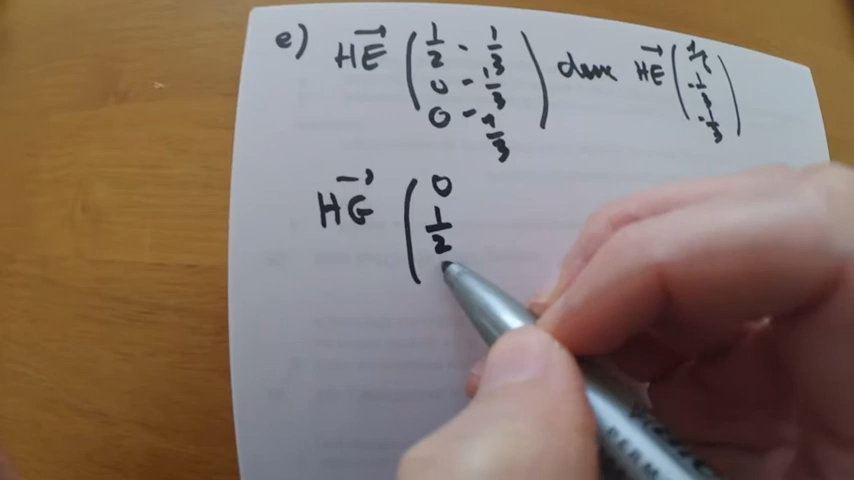 e) HE ( 1/2 - 1/3 ) donc HE ( 1/6 )
0 - 1/3 -1/3
0 - 1/3 -1/3
HG ( 0
1/2
PERM